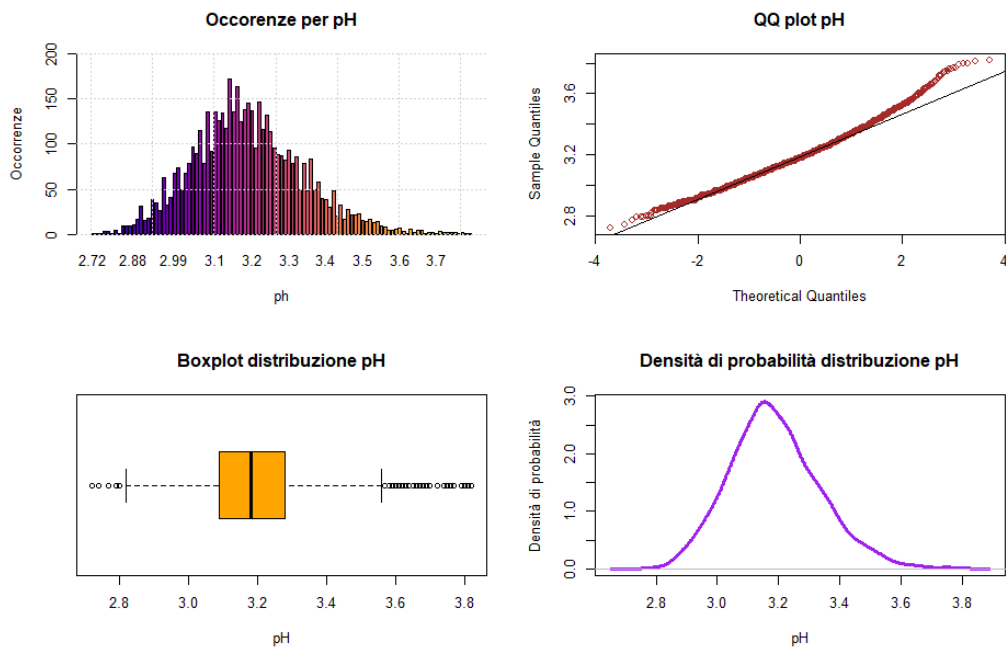 Occorenze per pH
Occorrenze
200
150
100
50
0
2.72 2.88 2.99 3.1 3.2 3.3 3.4 3.5 3.6 3.7
ph
QQ plot pH
Sample Quantiles
3.6
3.2
2.8
-4 -2 0 2 4
Theoretical Quantiles
Boxplot distribuzione pH
2.8 3.0 3.2 3.4 3.6 3.8
pH
Densità di probabilità distribuzione pH
Densità di probabilità
3.0
2.0
1.0
0.0
2.8 3.0 3.2 3.4 3.6 3.8
pH